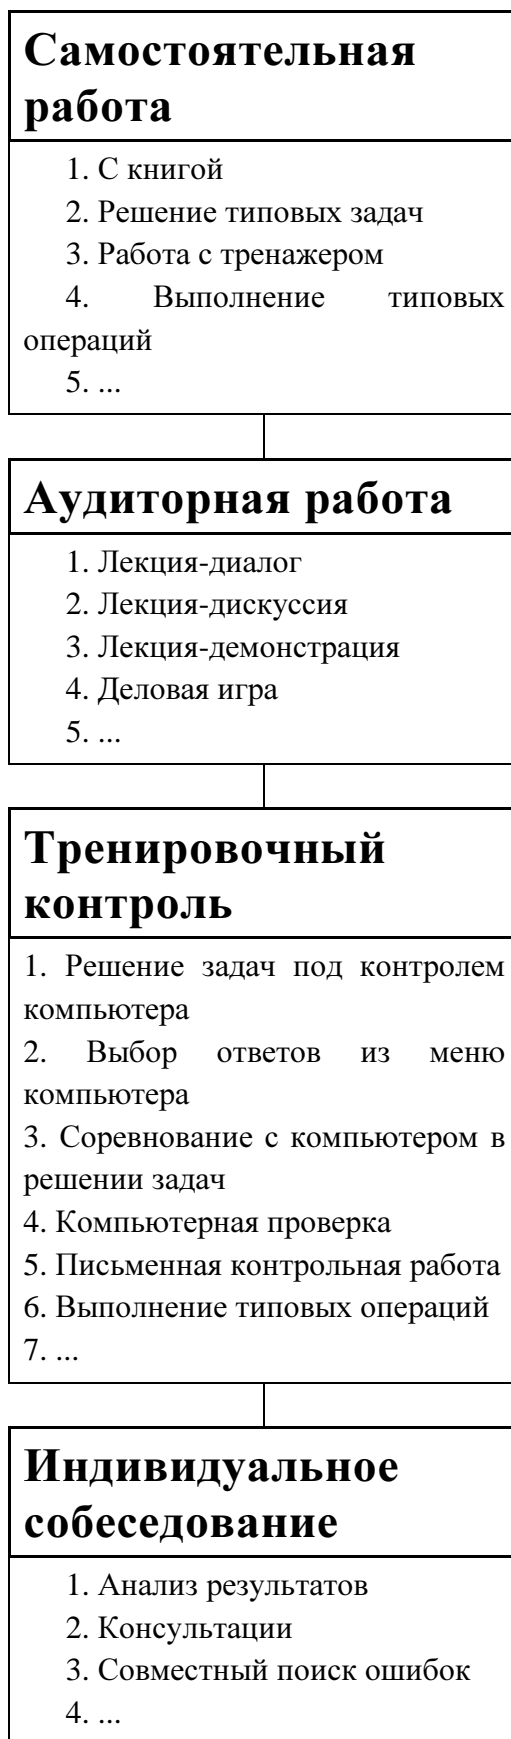 Самостоятельная
работа
1. С книгой
2. Решение типовых задач
3. Работа с тренажером
4. Выполнение типовых
операций
5. ...
Аудиторная работа
1. Лекция-диалог
2. Лекция-дискуссия
3. Лекция-демонстрация
4. Деловая игра
5. ...
Тренировочный
контроль
1. Решение задач под контролем
компьютера
2. Выбор ответов из меню
компьютера
3. Соревнование с компьютером в
решении задач
4. Компьютерная проверка
5. Письменная контрольная работа
6. Выполнение типовых операций
7. ...
Индивидуальное
собеседование
1. Анализ результатов
2. Консультации
3. Совместный поиск ошибок
4. ...